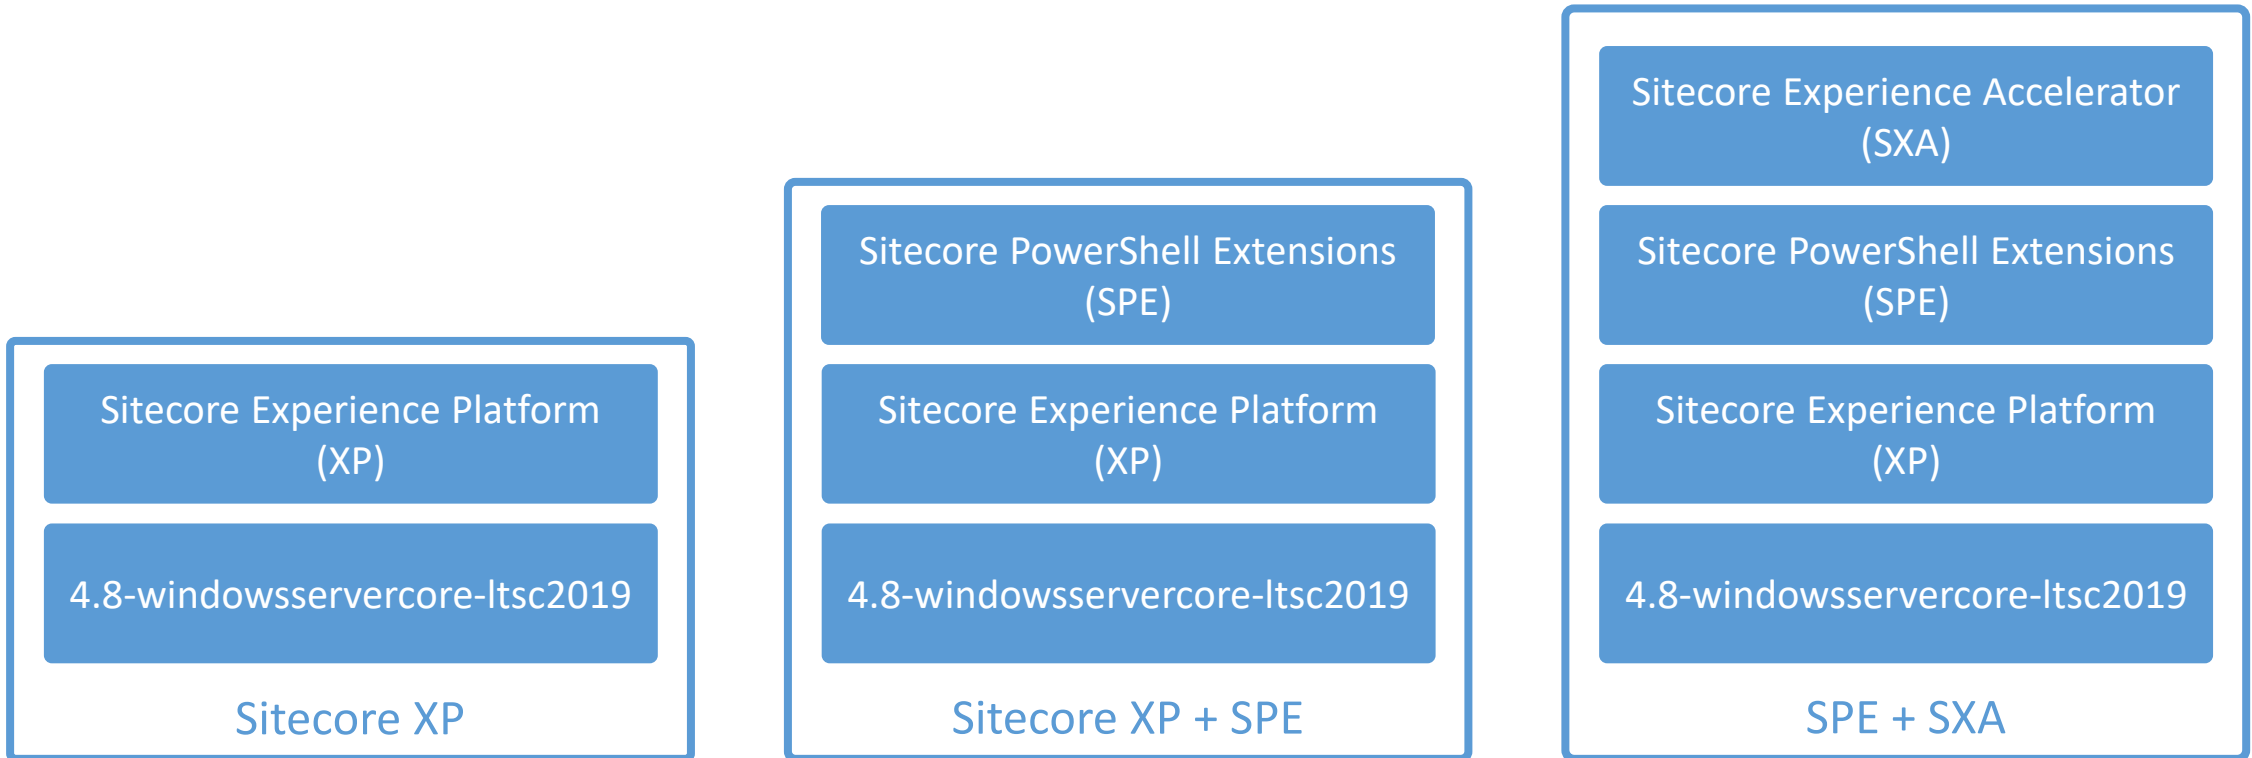 Sitecore Experience Platform
(XP)
4.8-windowsservercore-ltsc2019
Sitecore XP
Sitecore PowerShell Extensions
(SPE)
Sitecore Experience Platform
(XP)
4.8-windowsservercore-ltsc2019
Sitecore XP + SPE
Sitecore Experience Accelerator
(SXA)
Sitecore PowerShell Extensions
(SPE)
Sitecore Experience Platform
(XP)
4.8-windowsservercore-ltsc2019
SPE + SXA